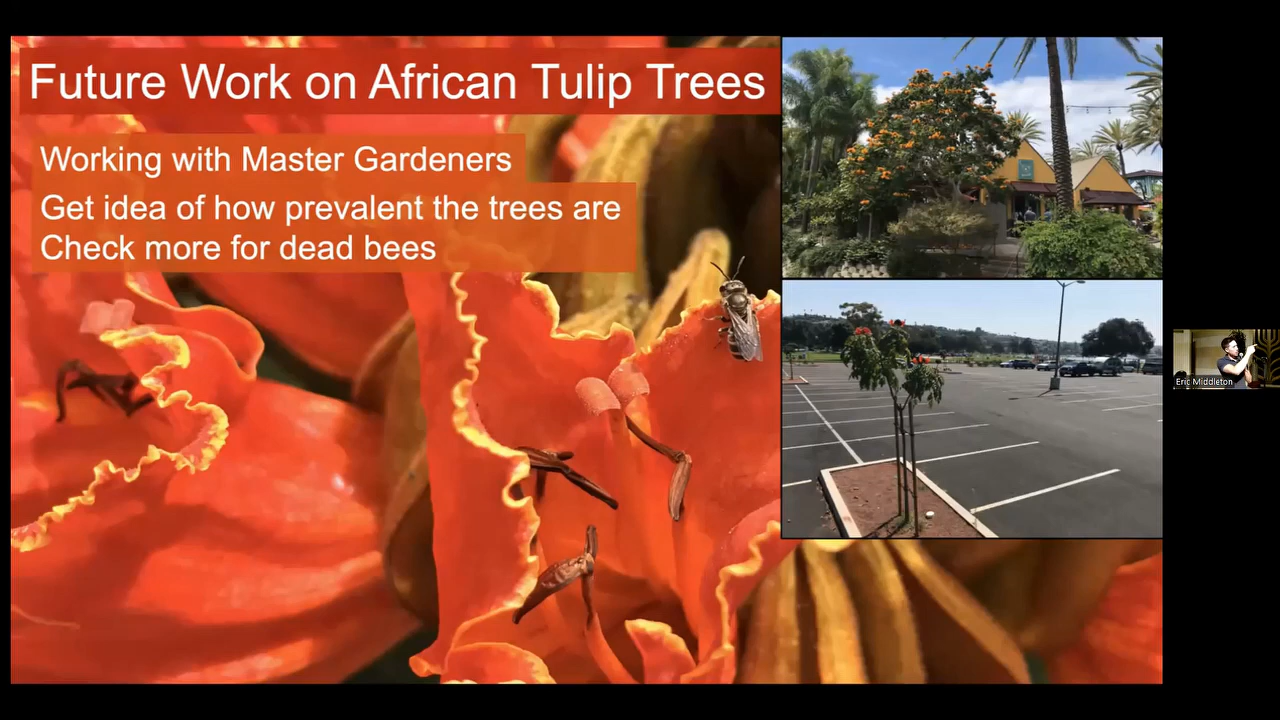 Future Work on African Tulip Trees
Working with Master Gardeners
Get idea of how prevalent the trees are
Check more for dead bees
Eric Middleton